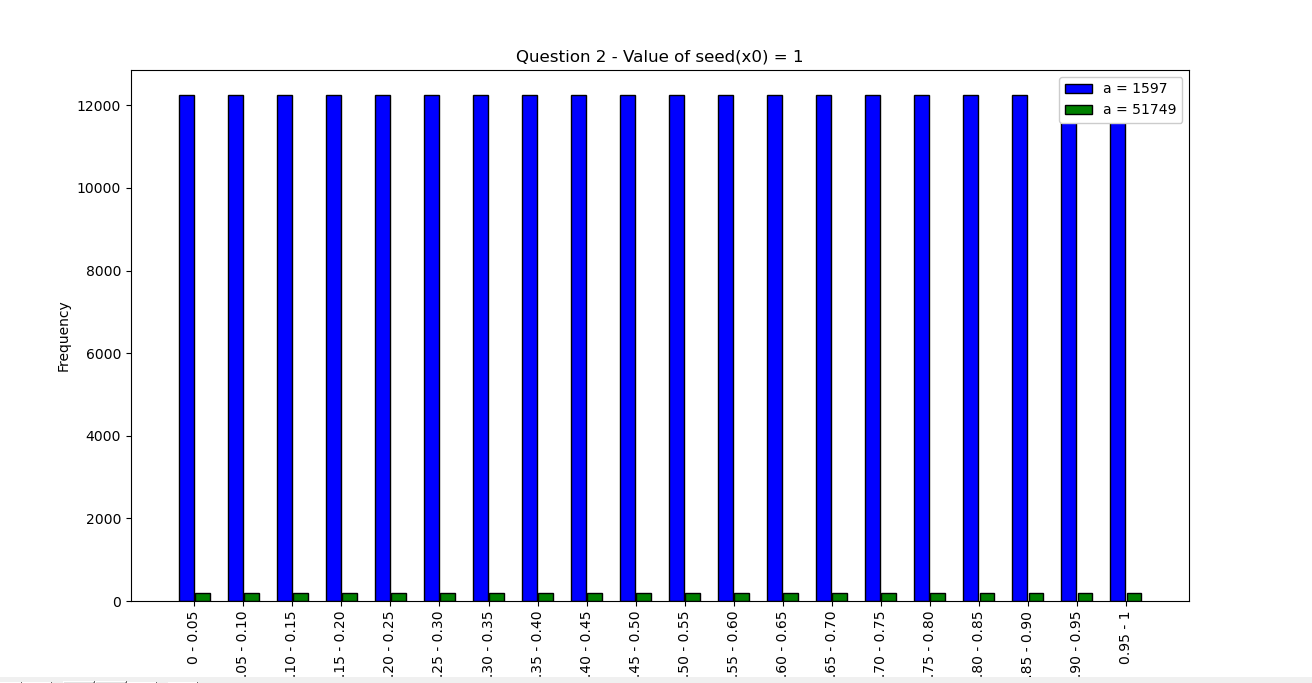 Question 2 - Value of seed(x0) = 1
a = 1597
a = 51749
12000
10000
8000
6000
4000
2000
0
Frequency
0 - 0.05
.05 - 0.10
.10 - 0.15
.15 - 0.20
.20 - 0.25
.25 - 0.30
.30 - 0.35
.35 - 0.40
.40 - 0.45
.45 - 0.50
.50 - 0.55
.55 - 0.60
.60 - 0.65
.65 - 0.70
.70 - 0.75
.75 - 0.80
.80 - 0.85
.85 - 0.90
.90 - 0.95
0.95 - 1